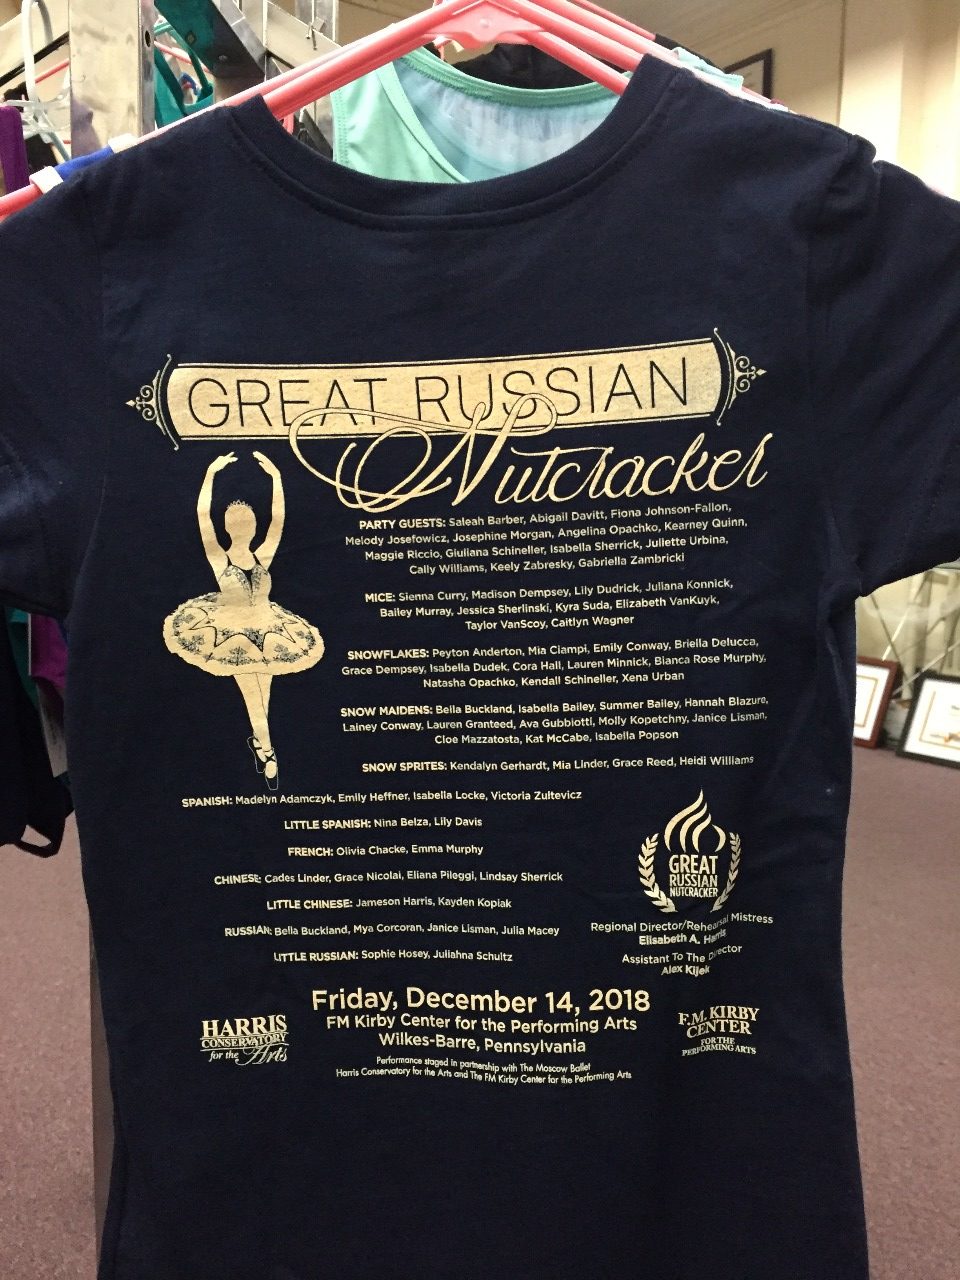 GREAT RUSSIAN
Nutcracker
PARTY GUESTS: Saleah Barber, Abigail Davitt, Fiona Johnson-Fallon,
Melody Josefowicz, Josephine Morgan, Angelina Opachko, Kearney Quinn,
Maggie Riccio, Giuliana Schineller, Isabella Sherrick, Juliette Urbina,
Cally Williams, Keely Zabresky, Gabriella Zambricki
MICE: Sienna Curry, Madison Dempsey, Lily Dudrick, Juliana Konnick,
Bailey Murray, Jessica Sherlinski, Kyra Suda, Elizabeth VanKuyk,
Taylor VanScoy, Caitlyn Wagner
SNOWFLAKES: Peyton Anderton, Mia Ciampi, Emily Conway, Briella Delucca,
Grace Dempsey, Isabella Dudek, Cora Hall, Lauren Minnick, Bianca Rose Murphy,
Natasha Opachko, Kendall Schineller, Xena Urban
SNOW MAIDENS: Bella Buckland, Isabella Bailey, Summer Bailey, Hannah Blazure,
Lainey Conway, Lauren Granteed, Ava Gubbiotti, Molly Kopetchny, Janice Lisman,
Cloe Mazzatosta, Kat McCabe, Isabella Popson
SNOW SPRITES: Kendalyn Gerhardt, Mia Linder, Grace Reed, Heidi Williams
SPANISH: Madelyn Adamczyk, Emily Heffner, Isabella Locke, Victoria Zultevicz
LITTLE SPANISH: Nina Belza, Lily Davis
FRENCH: Olivia Chacke, Emma Murphy
CHINESE: Cades Linder, Grace Nicolai, Eliana Pileggi, Lindsay Sherrick
LITTLE CHINESE: Jameson Harris, Kayden Kopiak
RUSSIAN: Bella Buckland, Mya Corcoran, Janice Lisman, Julia Macey
LITTLE RUSSIAN: Sophie Hosey, Juliahna Schultz
GREAT
RUSSIAN
NUTCRACKER
Regional Director/Rehearsal Mistress
Elisabeth A. Harris
Assistant To The Director
Alex Kijek
Friday, December 14, 2018
FM Kirby Center for the Performing Arts
Wilkes-Barre, Pennsylvania
Performance staged in partnership with The Moscow Ballet
Harris Conservatory for the Arts and The FM Kirby Center for the Performing Arts
HARRIS
CONSERVATORY
for the Arts
F.M. KIRBY
CENTER
FOR THE
PERFORMING ARTS